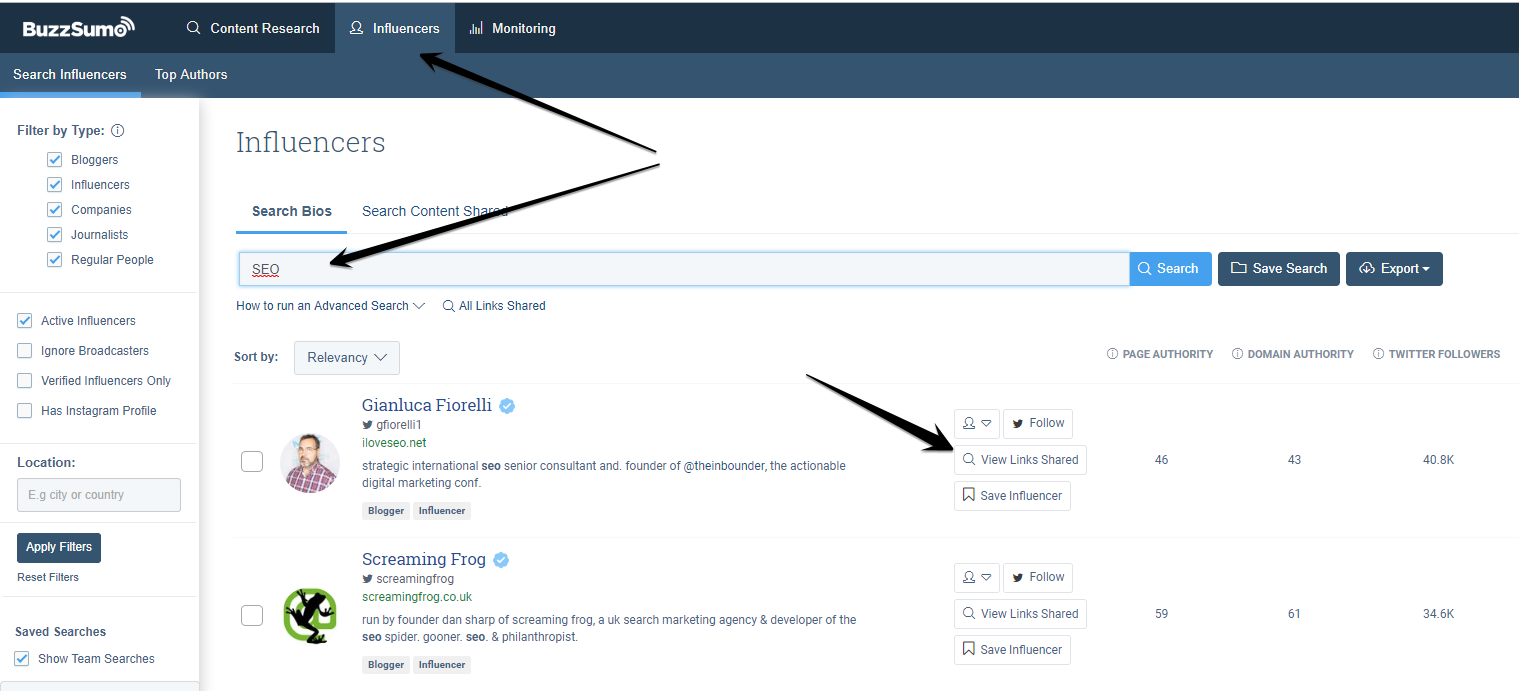 BuzzSumo
Content Research
Influencers
Monitoring
Search Influencers
Top Authors
Filter by Type:
Bloggers
Influencers
Companies
Journalists
Regular People
Active Influencers
Ignore Broadcasters
Verified Influencers Only
Has Instagram Profile
Location:
E.g city or country
Apply Filters
Reset Filters
Saved Searches
Show Team Searches
Influencers
Search Bios
Search Content Shared
SEO
Search
Save Search
Export
How to run an Advanced Search
All Links Shared
Sort by:
Relevancy
PAGE AUTHORITY
DOMAIN AUTHORITY
TWITTER FOLLOWERS
Gianluca Fiorelli
gfiorelli1
iloveseo.net
strategic international seo senior consultant and. founder of @theinbounder, the actionable
digital marketing conf.
Blogger
Influencer
Follow
View Links Shared
Save Influencer
46
43
40.8K
Screaming Frog
screamingfrog
screamingfrog.co.uk
run by founder dan sharp of screaming frog, a uk search marketing agency & developer of the
seo spider. gooner. seo. & philanthropist.
Blogger
Influencer
Follow
View Links Shared
Save Influencer
59
61
34.6K